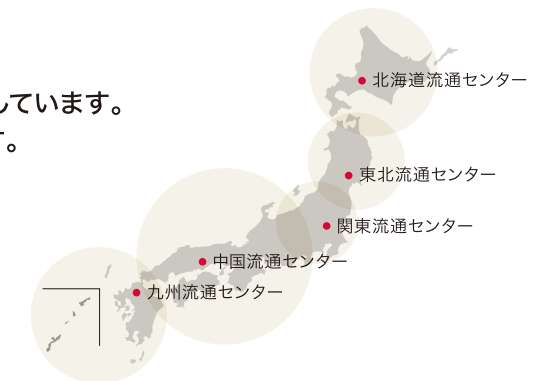 しています。
す。
北海道流通センター
東北流通センター
関東流通センター
中国流通センター
九州流通センター